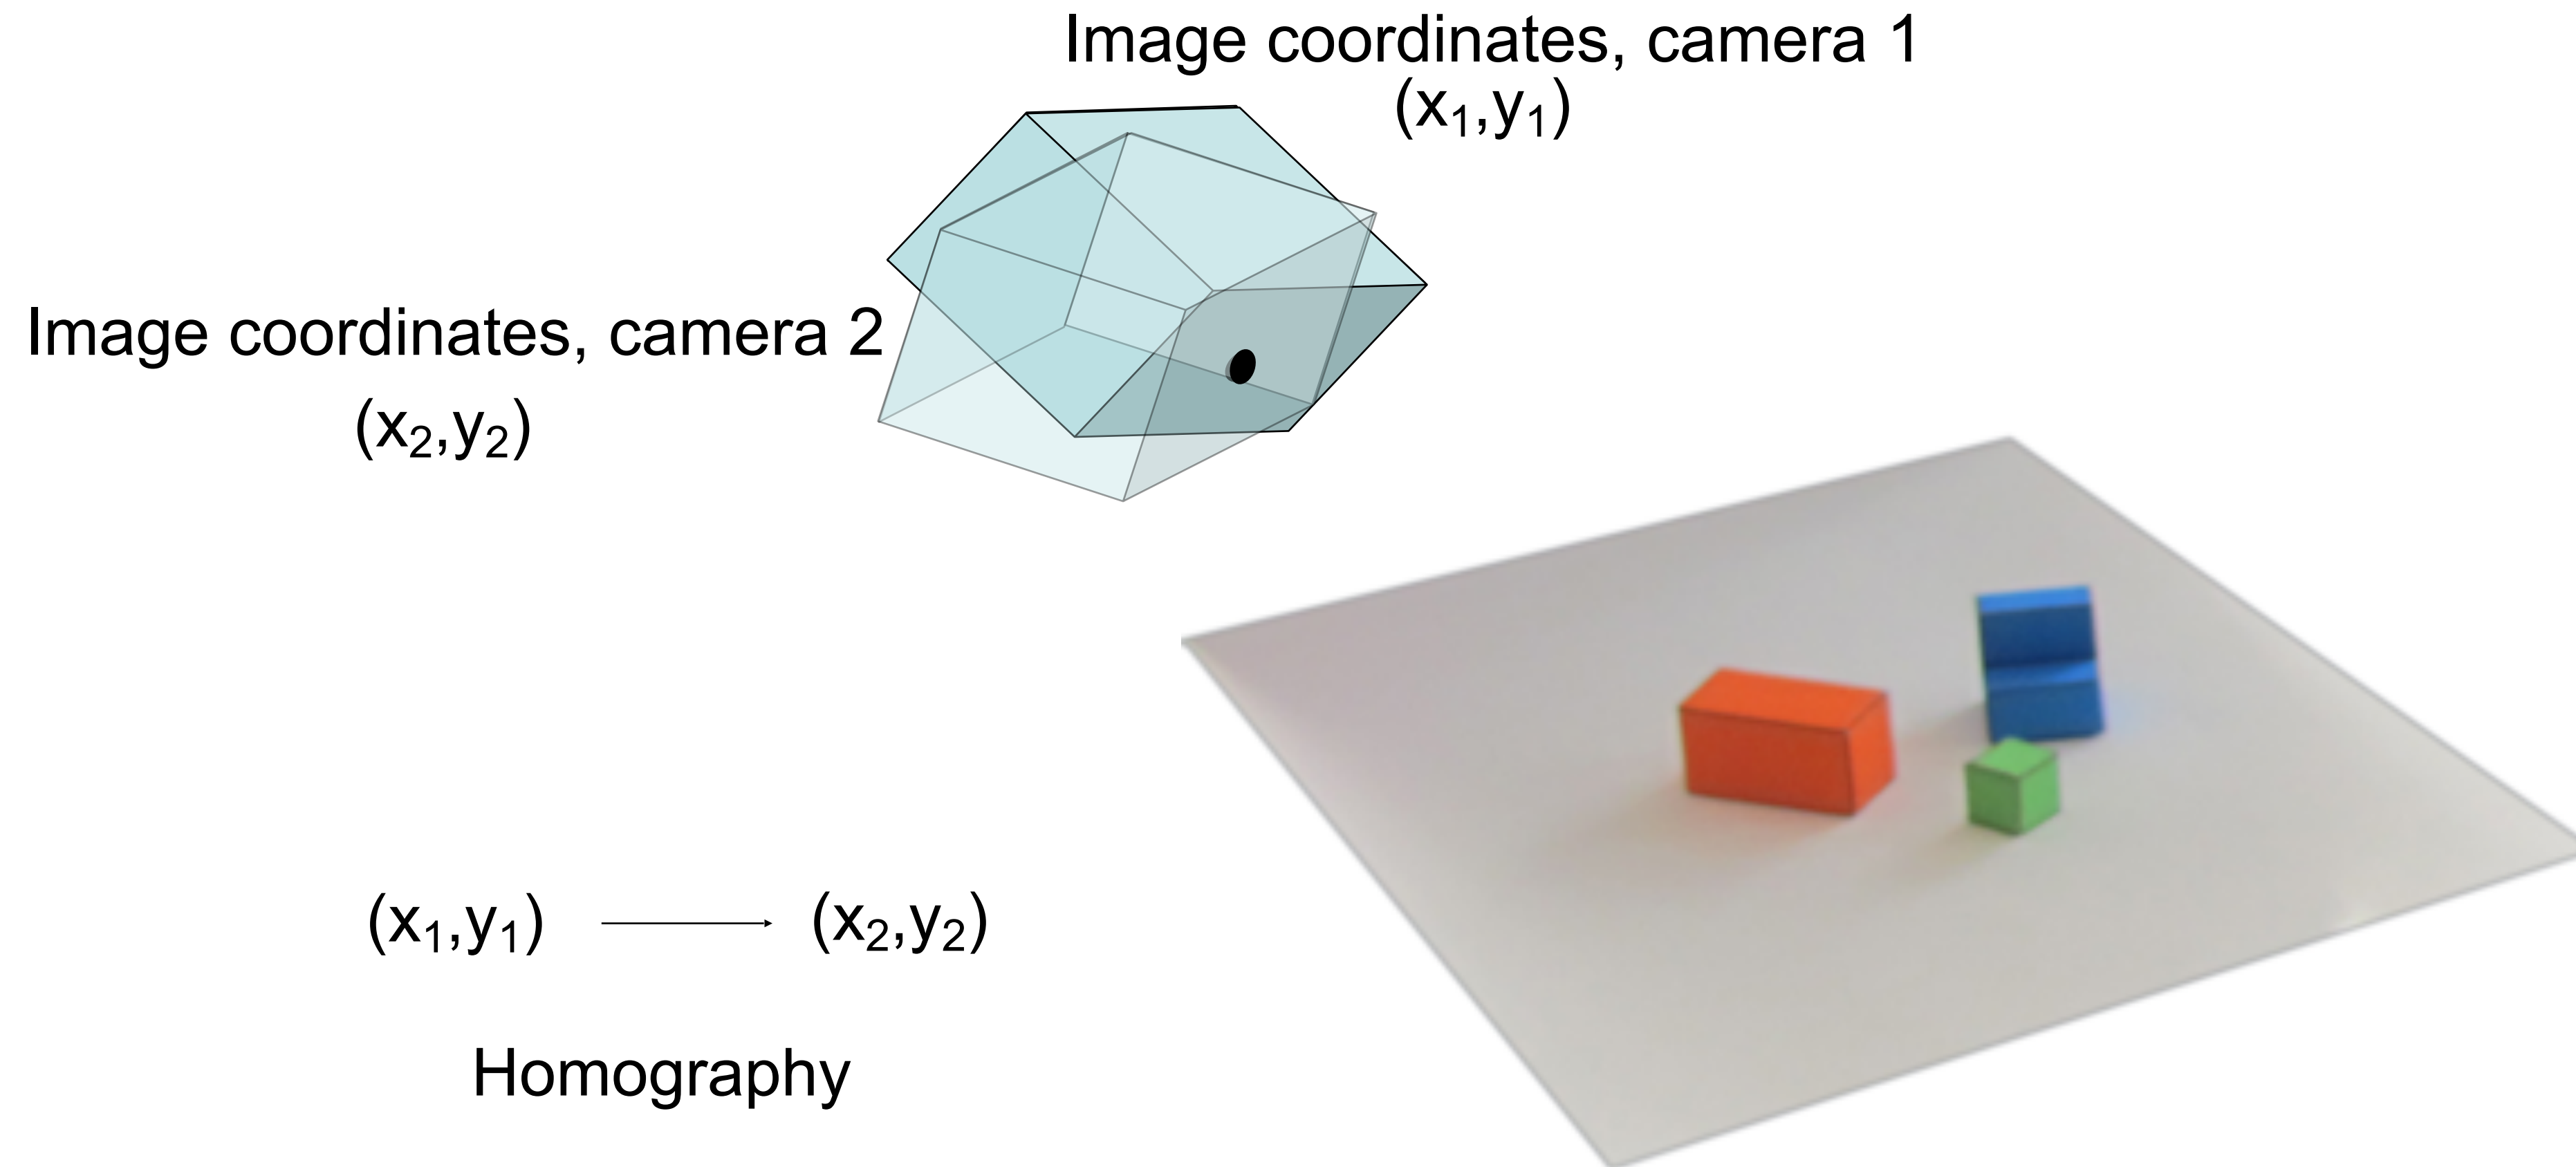 Image coordinates, camera 1
(x₁,y₁)
Image coordinates, camera 2
(x₂,y₂)
(x₁,y₁) → (x₂,y₂)
Homography